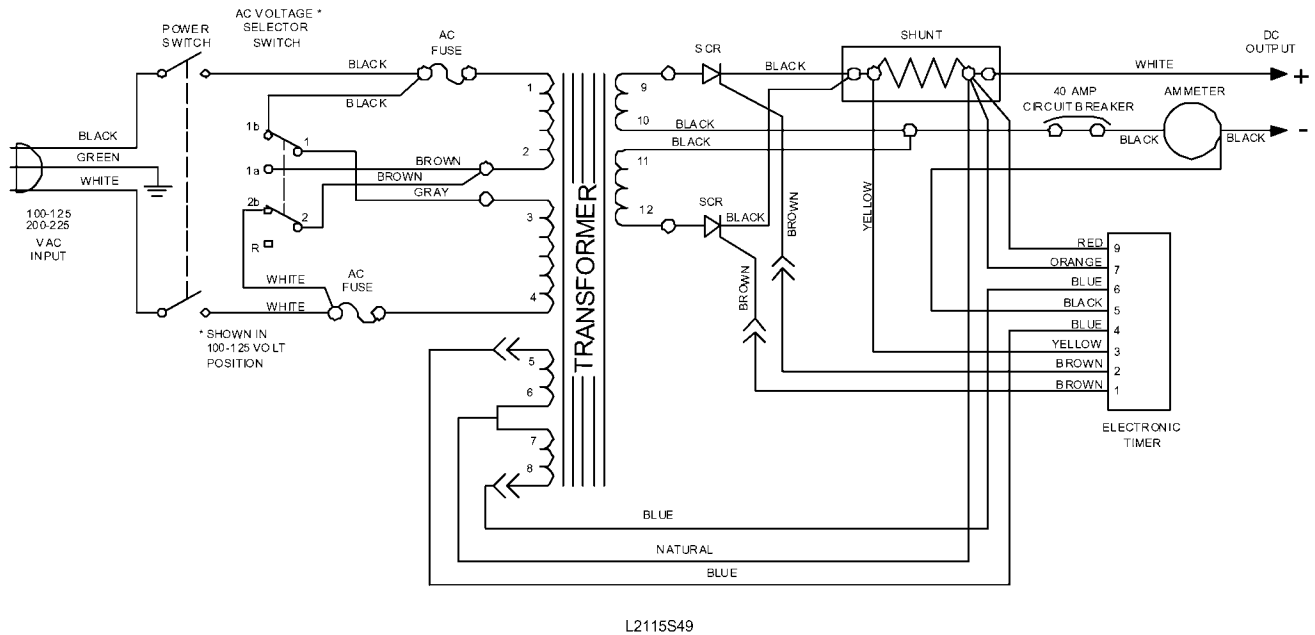 AC VOLTAGE *
SELECTOR
SWITCH
POWER
SWITCH
AC
FUSE
BLACK
BLACK
1b
1
1a
BROWN
BROWN
GRAY
2b
2
R
BLACK
GREEN
WHITE
100-125
200-225
VAC
INPUT
WHITE
WHITE
AC
FUSE
* SHOWN IN
100-125 VOLT
POSITION
1
2
3
4
5
6
7
8
TRANSFORMER
9
10
11
12
SCR
BLACK
BLACK
BLACK
SCR
BLACK
BROWN
BROWN
YELLOW
SHUNT
WHITE
DC
OUTPUT
+
-
40 AMP
CIRCUIT BREAKER
AMMETER
BLACK
BLACK
RED 9
ORANGE 7
BLUE 6
BLACK 5
BLUE 4
YELLOW 3
BROWN 2
BROWN 1
ELECTRONIC
TIMER
BLUE
NATURAL
BLUE
L2115S49